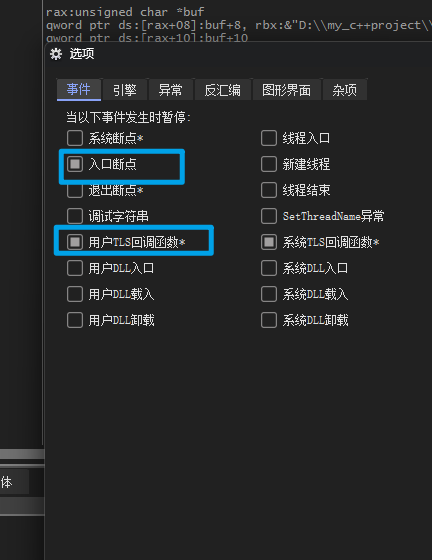 rax:unsigned char *buf
qword ptr ds:[rax+08]:buf+8, rbx:&"D:\\my_c++project\\
qword ptr ds:[rax+10]:buf+10
选项
事件 引擎 异常 反汇编 图形界面 杂项
当以下事件发生时暂停:
系统断点* 线程入口
入口断点 新建线程
退出断点* 线程结束
调试字符串 SetThreadName异常
用户TLS回调函数* 系统TLS回调函数*
用户DLL入口 系统DLL入口
用户DLL载入 系统DLL载入
用户DLL卸载 系统DLL卸载
体